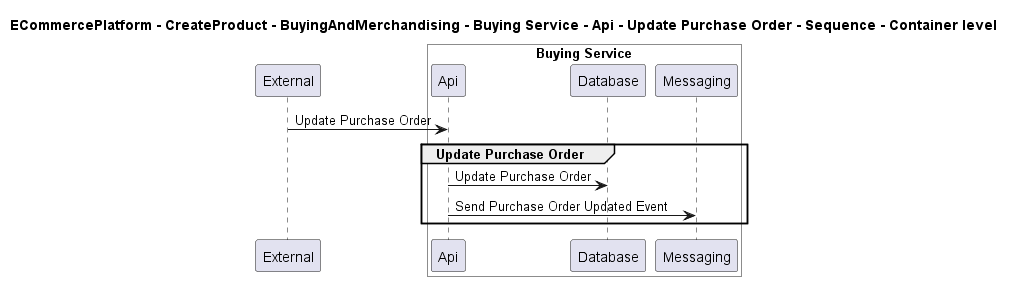 ECommercePlatform - CreateProduct - BuyingAndMerchandising - Buying Service - Api - Update Purchase Order - Sequence - Container level
Buying Service
External Api Database Messaging
Update Purchase Order
Update Purchase Order
Update Purchase Order
Send Purchase Order Updated Event
External Api Database Messaging